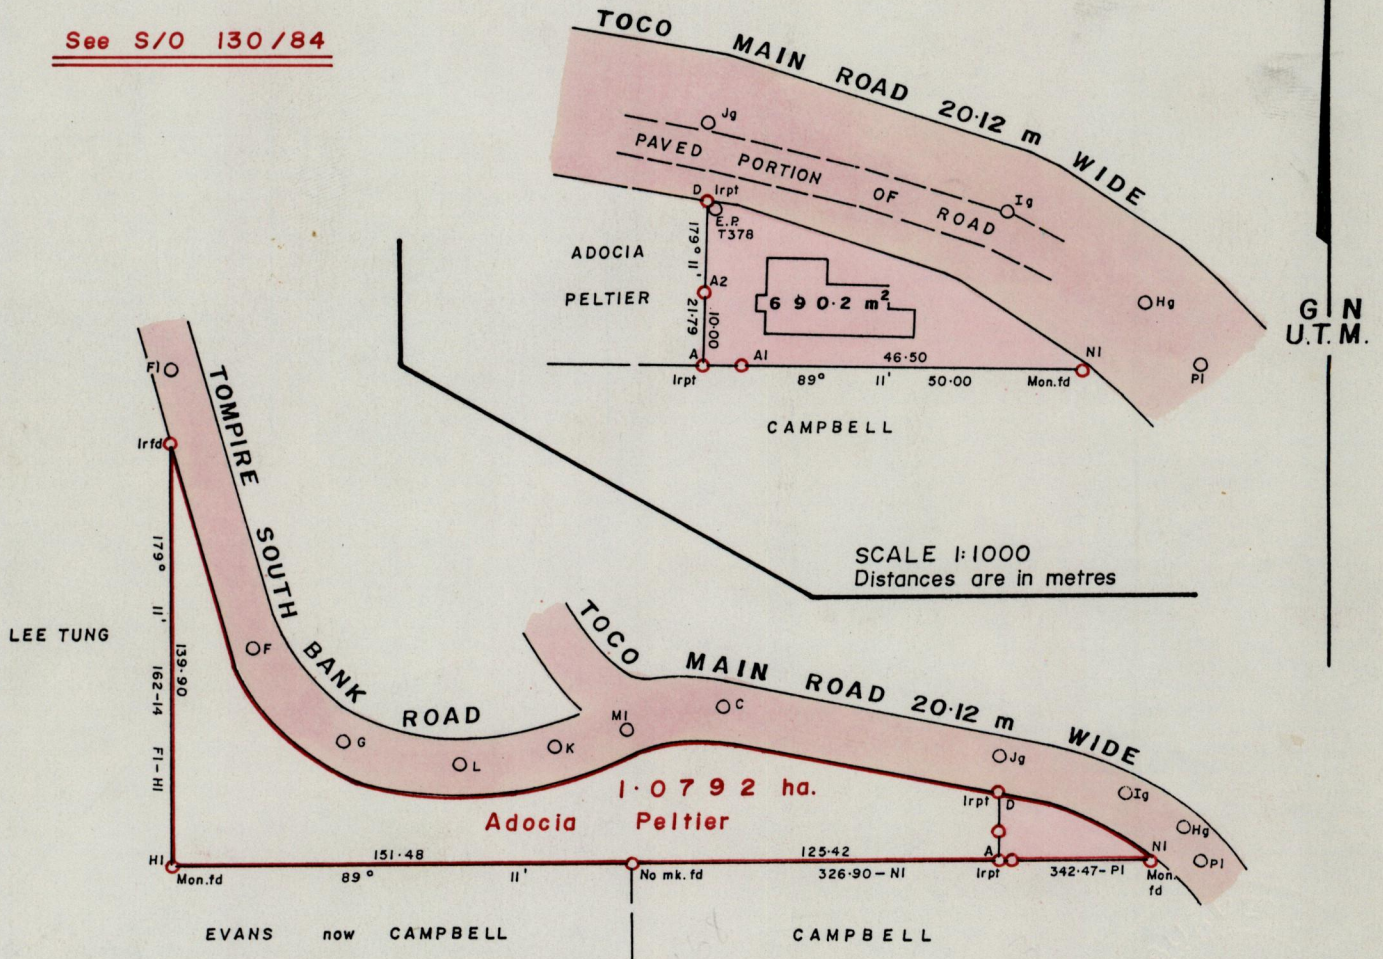 See S/O 130/84
TOCO MAIN ROAD 20·12 m WIDE
Jg
PAVED PORTION OF ROAD
Ig
D Irpt
E.P.
T378
179° 11'
21·79
A2
10·00
ADOCIA
PELTIER
690·2 m²
Hg
G N
U.T.M.
A
A1
46·50
N1
P1
Irpt
89° 11' 50·00
Mon.fd
CAMPBELL
F1
Irfd
TOMPIRE SOUTH BANK ROAD
SCALE 1:1000
Distances are in metres
LEE TUNG
179° 11' 162-14 F1-H1
139·90
F
G
L
K
M1
C
TOCO MAIN ROAD 20·12 m WIDE
Jg
Ig
Hg
P1
1·0792 ha.
Adocia Peltier
Irpt D
N1
H1
151·48
125·42
A
Mon.fd
89° 11'
No mk. fd
326.90-N1
Irpt
342.47-P1
Mon.
fd
EVANS now CAMPBELL
CAMPBELL